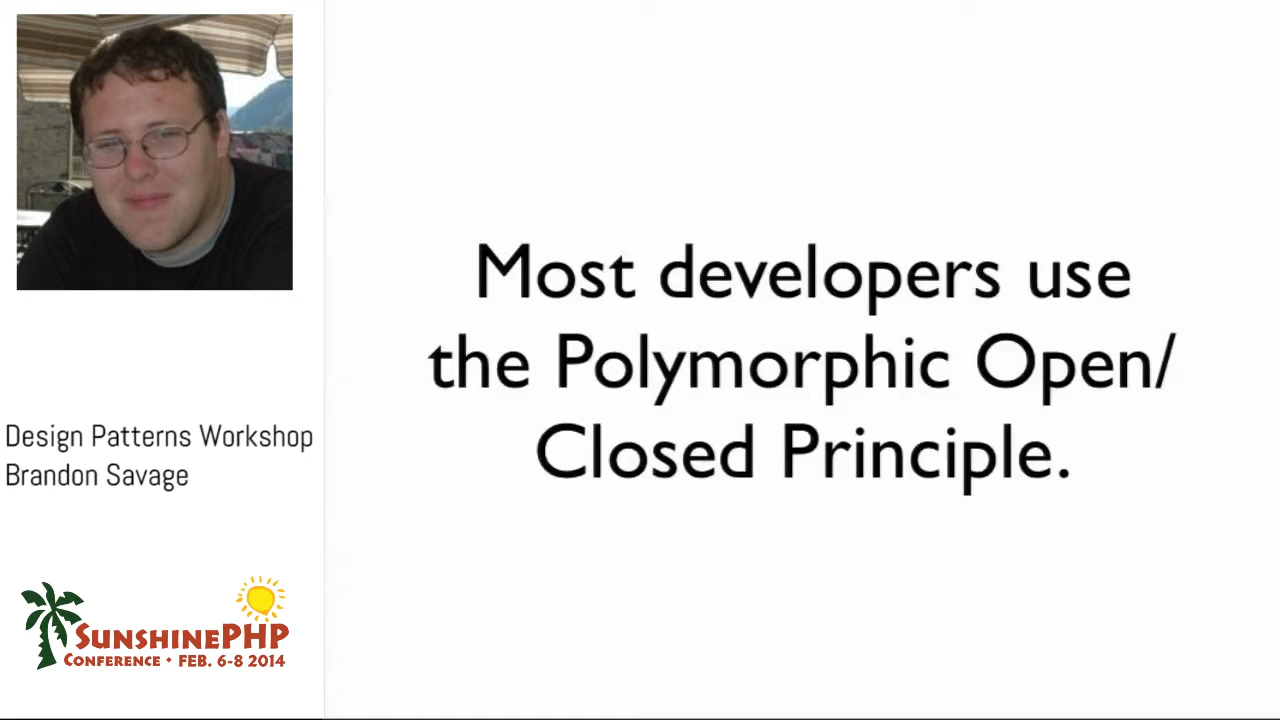 Most developers use
the Polymorphic Open/
Closed Principle.
Design Patterns Workshop
Brandon Savage
SUNSHINEPHP
CONFERENCE • FEB. 6-8 2014